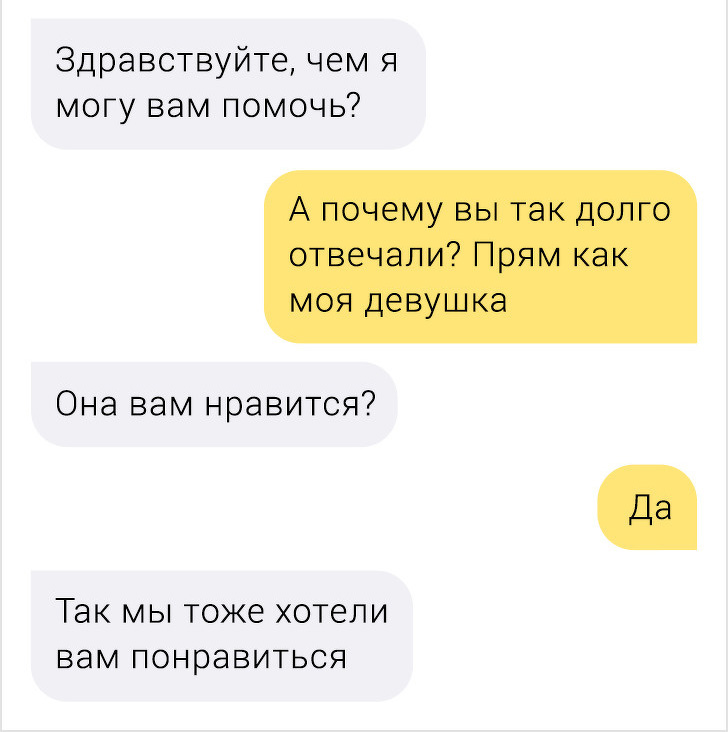 Здравствуйте, чем я
могу вам помочь?
А почему вы так долго
отвечали? Прям как
моя девушка
Она вам нравится?
Да
Так мы тоже хотели
вам понравиться